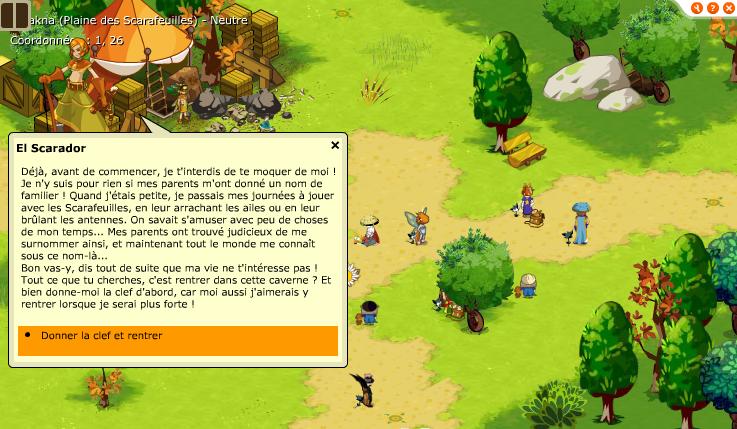 akna (Plaine des Scarafeuilles) - Neutre
Coordonnées : 1, 26
El Scarador
Déjà, avant de commencer, je t'interdis de te moquer de moi !
Je n'y suis pour rien si mes parents m'ont donné un nom de
familier ! Quand j'étais petite, je passais mes journées à jouer
avec les Scarafeuilles, en leur arrachant les ailes ou en leur
brûlant les antennes. On savait s'amuser avec peu de choses
de mon temps... Mes parents ont trouvé judicieux de me
surnommer ainsi, et maintenant tout le monde me connaît
sous ce nom-là...
Bon vas-y, dis tout de suite que ma vie ne t'intéresse pas !
Tout ce que tu cherches, c'est rentrer dans cette caverne ? Et
bien donne-moi la clef d'abord, car moi aussi j'aimerais y
rentrer lorsque je serai plus forte !
• Donner la clef et rentrer